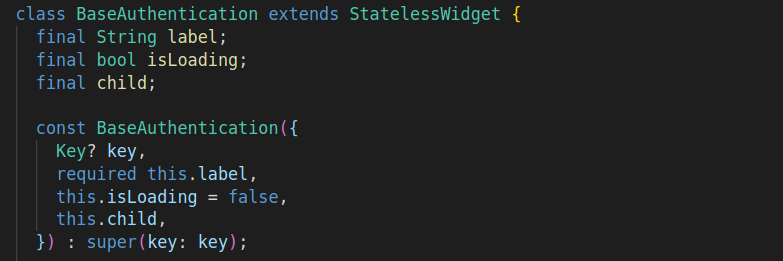 class BaseAuthentication extends StatelessWidget {
  final String label;
  final bool isLoading;
  final child;

  const BaseAuthentication({
    Key? key,
    required this.label,
    this.isLoading = false,
    this.child,
  }) : super(key: key);